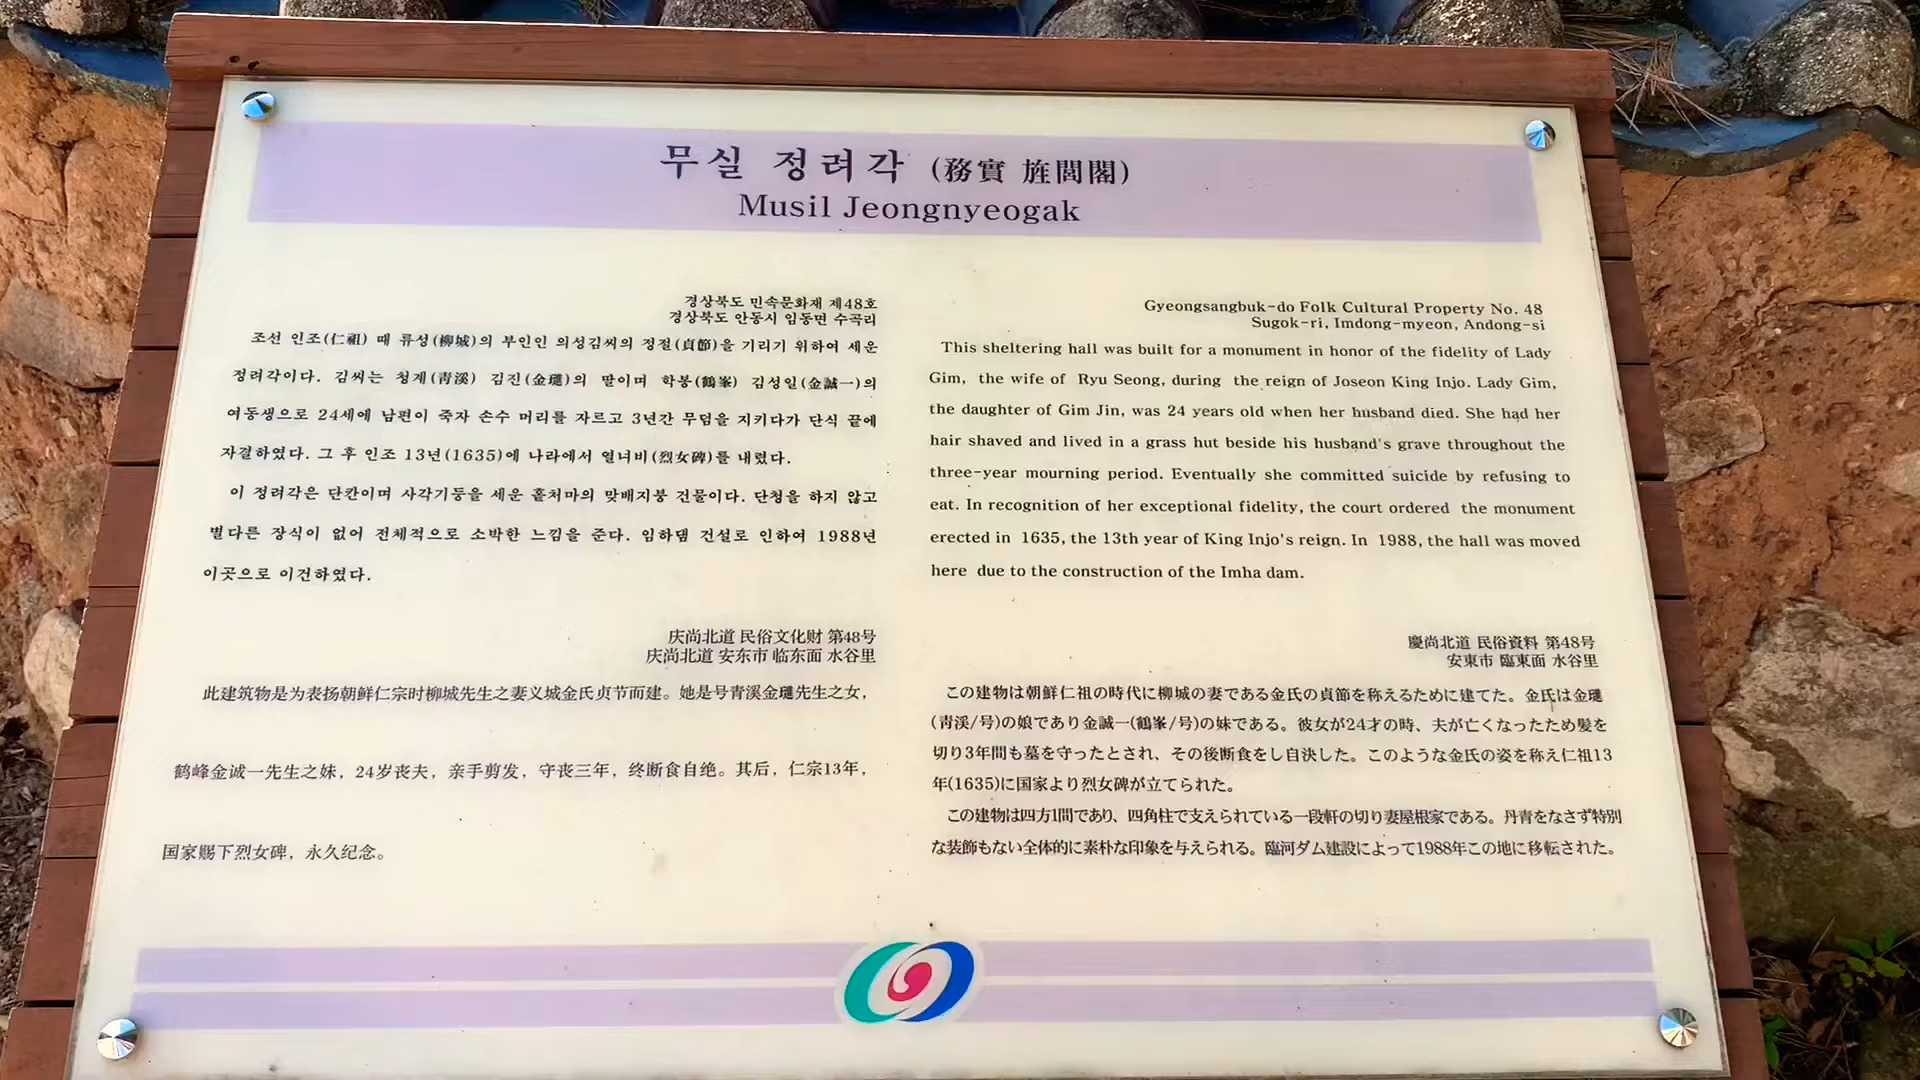 무실 정려각 (務實 旌閭閣)
Musil Jeongnyeogak
경상북도 민속문화재 제48호
경상북도 안동시 임동면 수곡리
조선 인조(仁祖) 때 류성(柳城)의 부인인 의성김씨의 정절(貞節)을 기리기 위하여 세운
정려각이다. 김씨는 청계(靑溪) 김진(金璡)의 딸이며 학봉(鶴峯) 김성일(金誠一)의
여동생으로 24세에 남편이 죽자 손수 머리를 자르고 3년간 무덤을 지키다가 단식 끝에
자결하였다. 그 후 인조 13년(1635)에 나라에서 열녀비(烈女碑)를 내렸다.
이 정려각은 단칸이며 사각기둥을 세운 홑처마의 맞배지붕 건물이다. 단청을 하지 않고
별다른 장식이 없어 전체적으로 소박한 느낌을 준다. 임하댐 건설로 인하여 1988년
이곳으로 이건하였다.
Gyeongsangbuk-do Folk Cultural Property No. 48
Sugok-ri, Imdong-myeon, Andong-si
This sheltering hall was built for a monument in honor of the fidelity of Lady
Gim, the wife of Ryu Seong, during the reign of Joseon King Injo. Lady Gim,
the daughter of Gim Jin, was 24 years old when her husband died. She had her
hair shaved and lived in a grass hut beside his husband's grave throughout the
three-year mourning period. Eventually she committed suicide by refusing to
eat. In recognition of her exceptional fidelity, the court ordered the monument
erected in 1635, the 13th year of King Injo's reign. In 1988, the hall was moved
here due to the construction of the Imha dam.
庆尚北道 民俗文化财 第48号
庆尚北道 安东市 临东面 水谷里
此建筑物是为表扬朝鲜仁宗时柳城先生之妻义城金氏贞节而建。她是号青溪金璡先生之女，
鹤峰金诚一先生之妹，24岁丧夫，亲手剪发，守丧三年，终断食自绝。其后，仁宗13年，
国家赐下烈女碑，永久纪念。
慶尚北道 民俗資料 第48号
安東市 臨東面 水谷里
この建物は朝鮮仁祖の時代に柳城の妻である金氏の貞節を称えるために建てた。金氏は金璡
(靑溪/号)の娘であり金誠一(鶴峯/号)の妹である。彼女が24才の時、夫が亡くなったため髪を
切り3年間も墓を守ったとされ、その後断食をし自決した。このような金氏の姿を称え仁祖13
年(1635)に国家より烈女碑が立てられた。
この建物は四方1間であり、四角柱で支えられている一段軒の切り妻屋根家である。丹青をなさず特別
な装飾もない全体的に素朴な印象を与えられる。臨河ダム建設によって1988年この地に移転された。